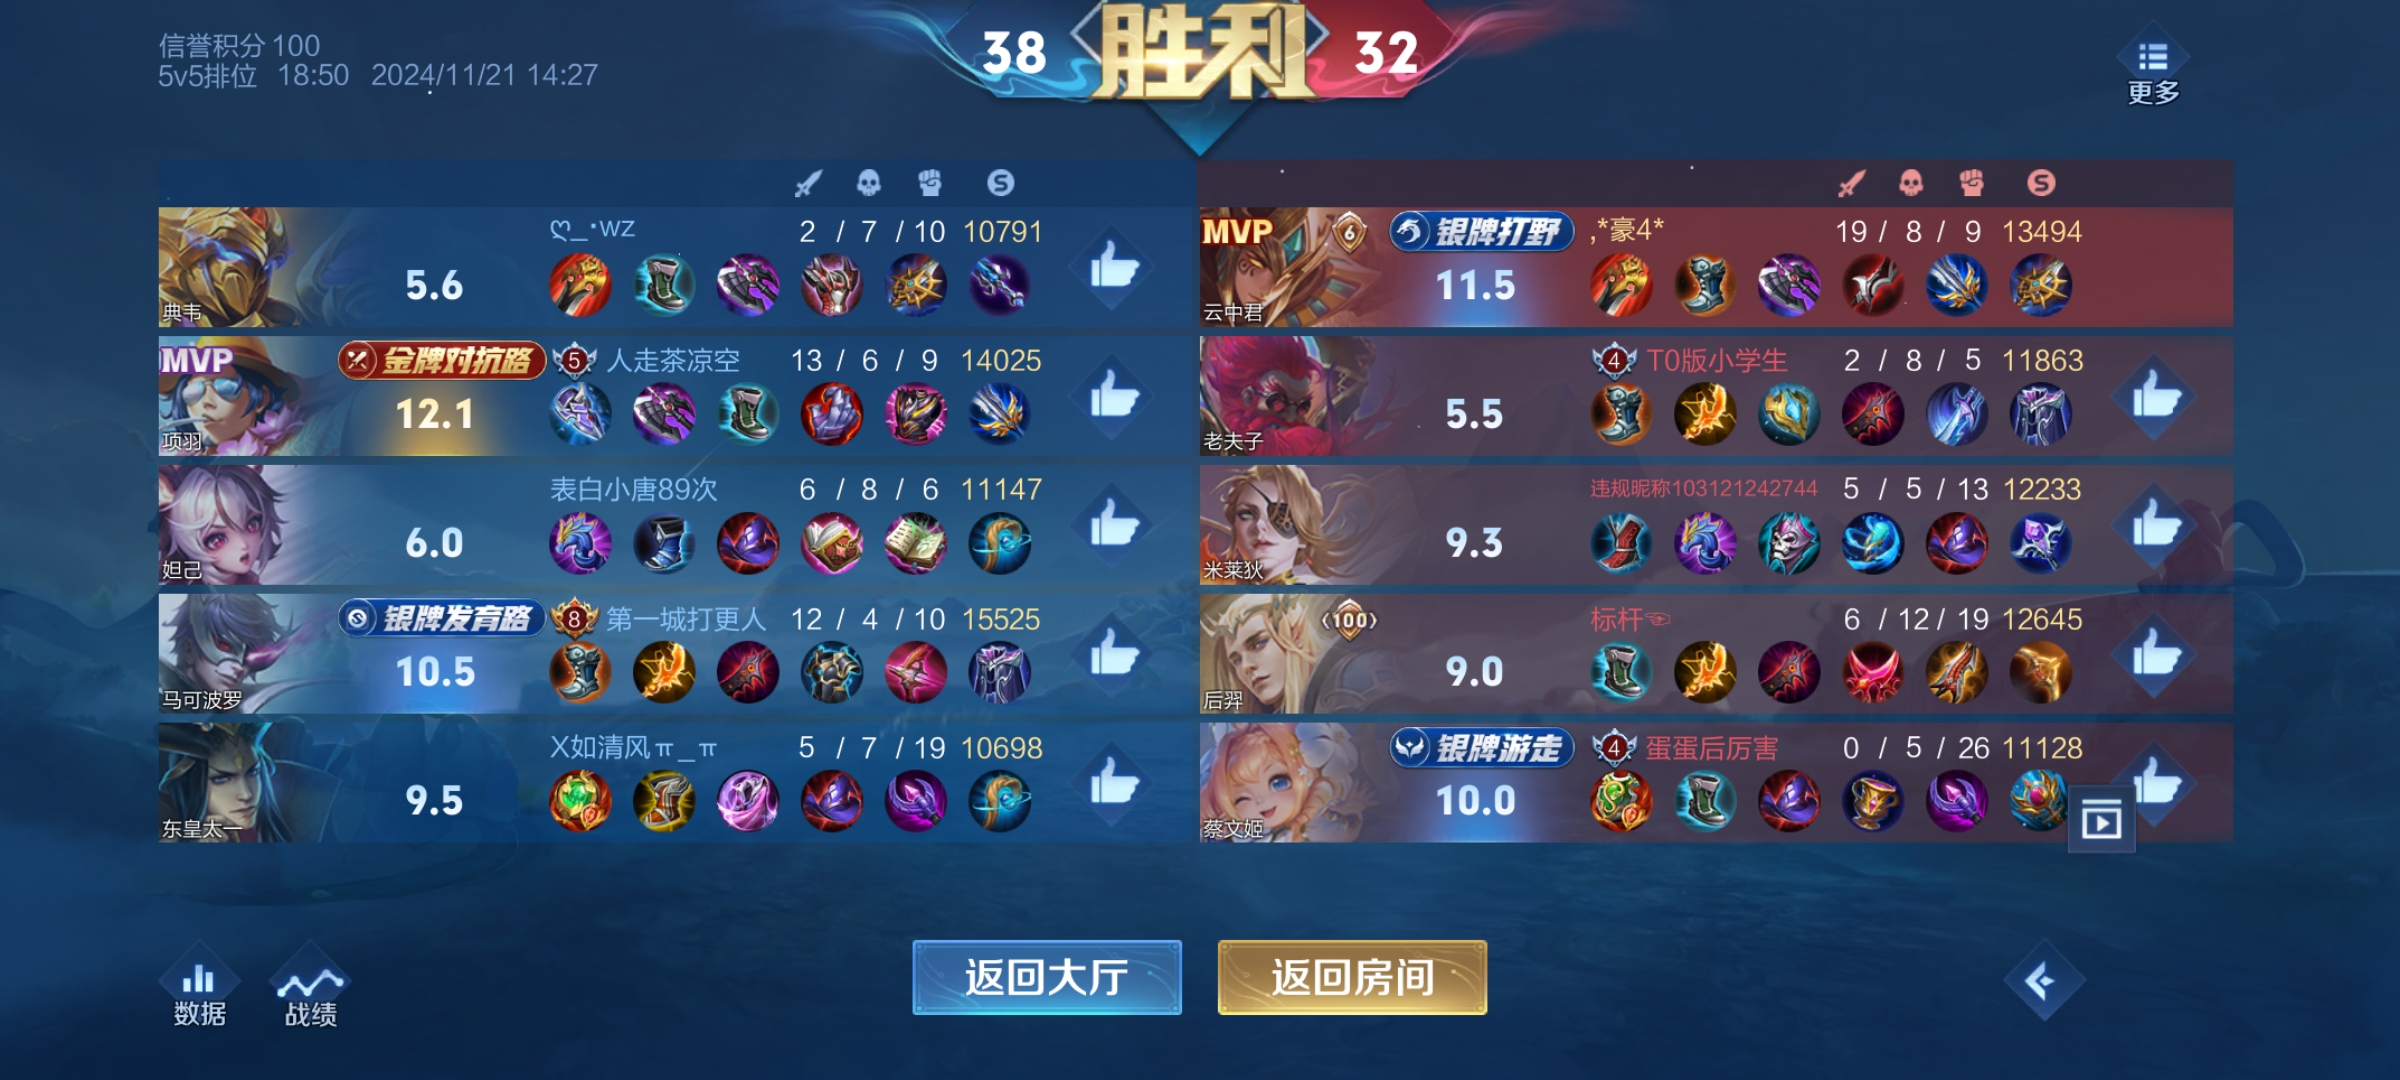 信誉积分 100
5v5排位 18:50 2024/11/21 14:27
38 胜利 32
更多
ღ_·wz 2 / 7 / 10 10791
5.6
典韦
MVP 金牌对抗路 5 人走茶凉空 13 / 6 / 9 14025
12.1
项羽
表白小唐89次 6 / 8 / 6 11147
6.0
妲己
银牌发育路 8 第一城打更人 12 / 4 / 10 15525
10.5
马可波罗
X如清风π_π 5 / 7 / 19 10698
9.5
东皇太一
MVP 6 银牌打野 ,*豪4* 19 / 8 / 9 13494
11.5
云中君
4 T0版小学生 2 / 8 / 5 11863
5.5
老夫子
违规昵称103121242744 5 / 5 / 13 12233
9.3
米莱狄
100 标杆☜ 6 / 12 / 19 12645
9.0
后羿
银牌游走 4 蛋蛋后厉害 0 / 5 / 26 11128
10.0
蔡文姬
数据 战绩 返回大厅 返回房间